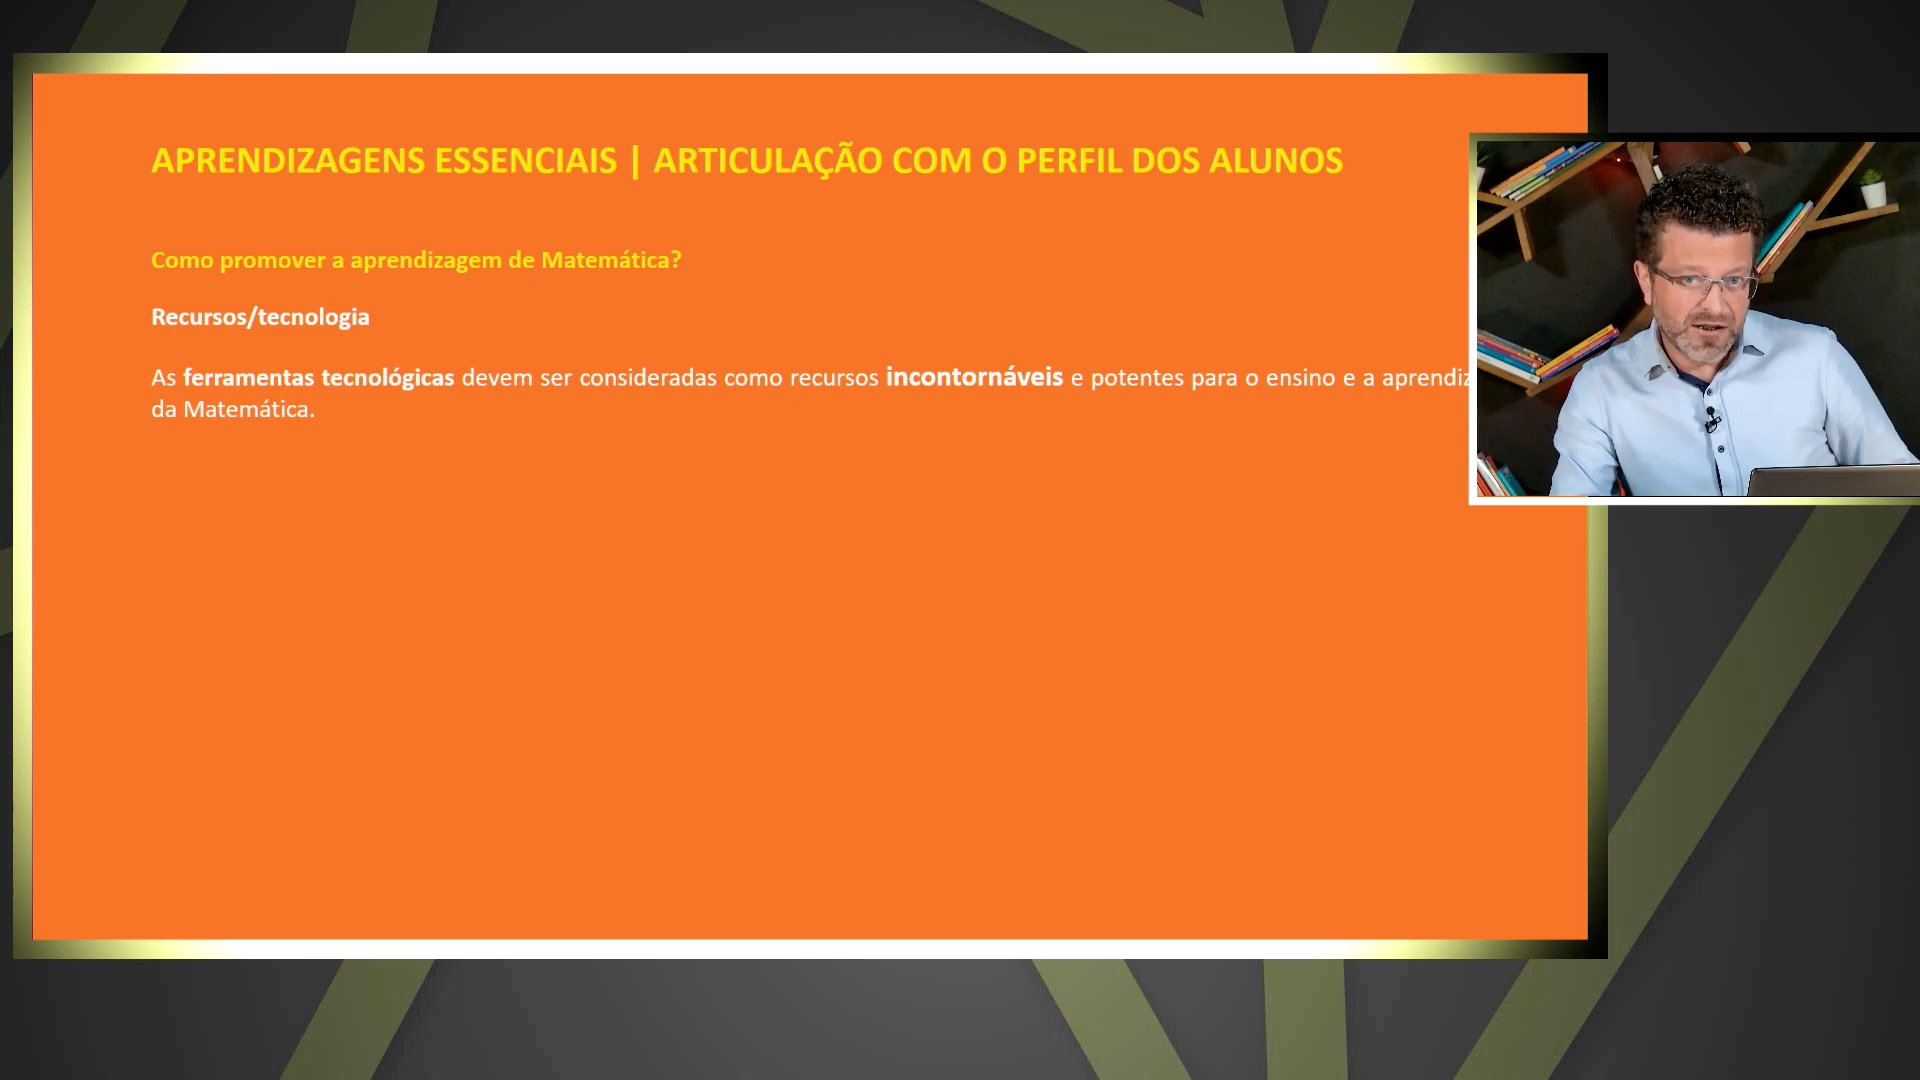 APRENDIZAGENS ESSENCIAIS | ARTICULAÇÃO COM O PERFIL DOS ALUNOS
Como promover a aprendizagem de Matemática?
Recursos/tecnologia
As ferramentas tecnológicas devem ser consideradas como recursos incontornáveis e potentes para o ensino e a
da Matemática.